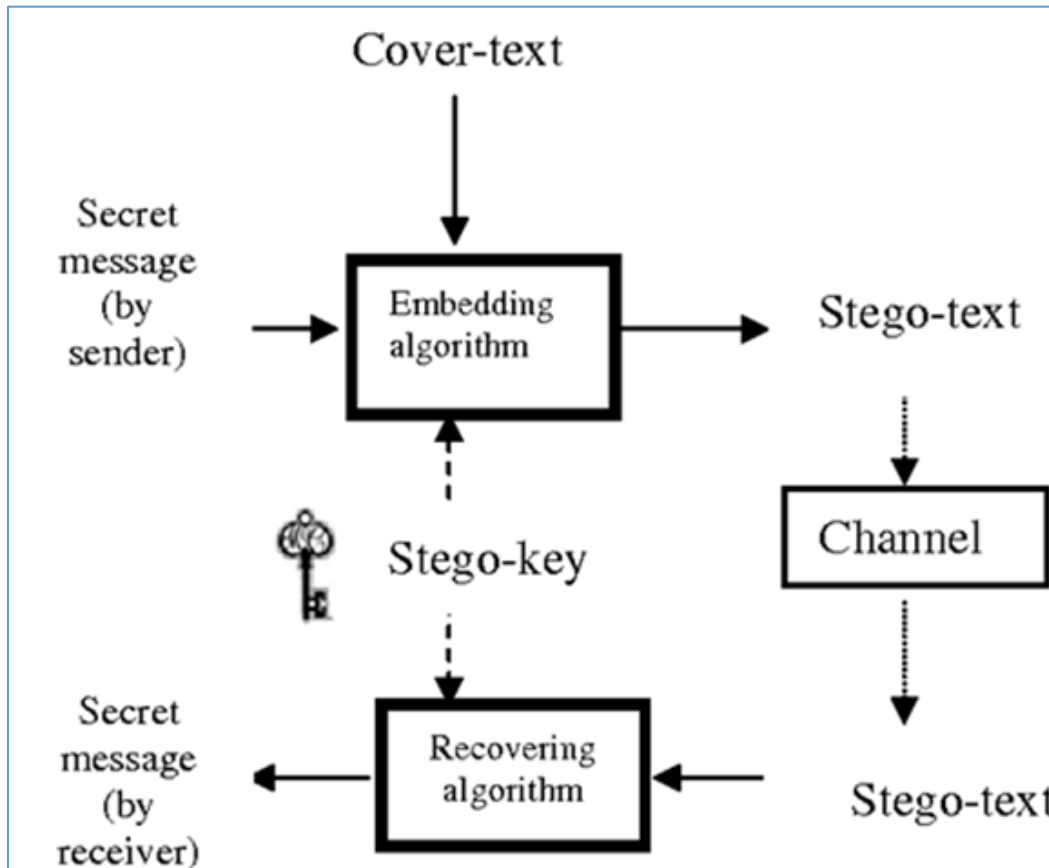 Cover-text
Secret
message
(by
sender)
Embedding
algorithm
Stego-text
Channel
Stego-key
Secret
message
(by
receiver)
Recovering
algorithm
Stego-text